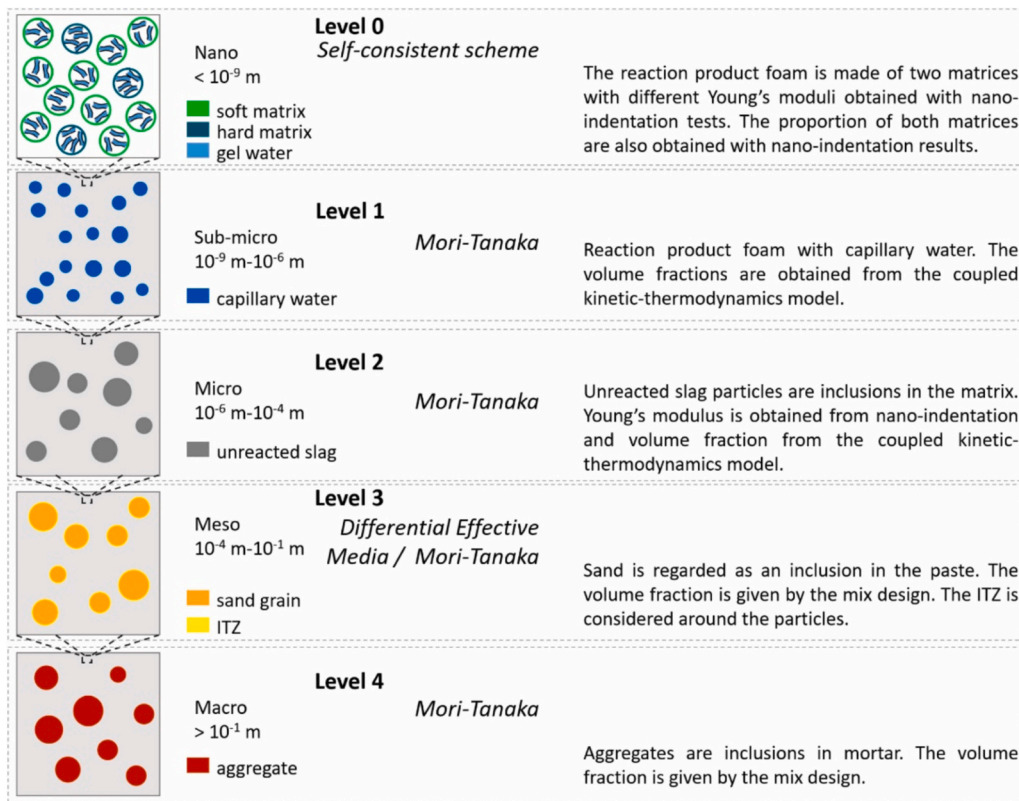 Level 0
Self-consistent scheme
Nano
< 10⁻⁹ m
soft matrix
hard matrix
gel water
The reaction product foam is made of two matrices
with different Young's moduli obtained with nano-
indentation tests. The proportion of both matrices
are also obtained with nano-indentation results.
Level 1
Mori-Tanaka
Sub-micro
10⁻⁹ m-10⁻⁶ m
capillary water
Reaction product foam with capillary water. The
volume fractions are obtained from the coupled
kinetic-thermodynamics model.
Level 2
Mori-Tanaka
Micro
10⁻⁶ m-10⁻⁴ m
unreacted slag
Unreacted slag particles are inclusions in the matrix.
Young's modulus is obtained from nano-indentation
and volume fraction from the coupled kinetic-
thermodynamics model.
Level 3
Differential Effective
Media / Mori-Tanaka
Meso
10⁻⁴ m-10⁻¹ m
sand grain
ITZ
Sand is regarded as an inclusion in the paste. The
volume fraction is given by the mix design. The ITZ is
considered around the particles.
Level 4
Mori-Tanaka
Macro
> 10⁻¹ m
aggregate
Aggregates are inclusions in mortar. The volume
fraction is given by the mix design.